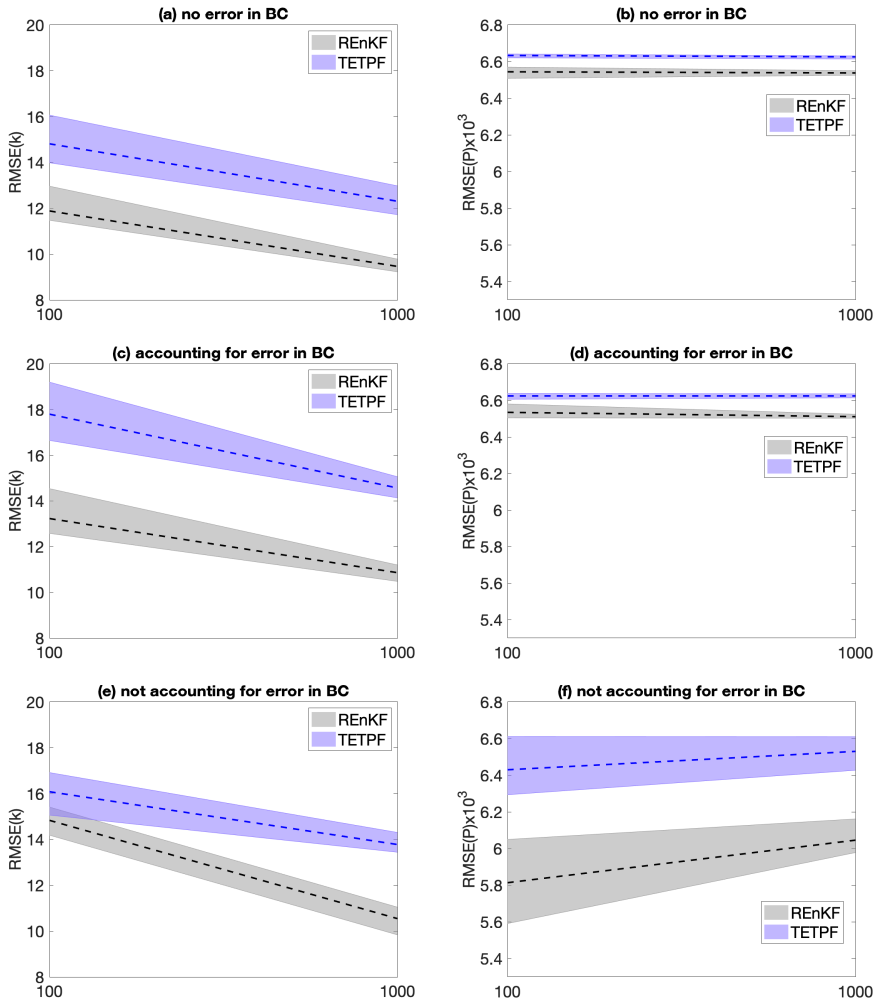 (a) no error in BC
20
18
16
14
12
10
8
RMSE(k)
100
1000
REnKF
TETPF
(b) no error in BC
6.8
6.6
6.4
6.2
6
5.8
5.6
5.4
RMSE(P)x10³
100
1000
REnKF
TETPF
(c) accounting for error in BC
20
18
16
14
12
10
8
RMSE(k)
100
1000
REnKF
TETPF
(d) accounting for error in BC
6.8
6.6
6.4
6.2
6
5.8
5.6
5.4
RMSE(P)x10³
100
1000
REnKF
TETPF
(e) not accounting for error in BC
20
18
16
14
12
10
8
RMSE(k)
100
1000
REnKF
TETPF
(f) not accounting for error in BC
6.8
6.6
6.4
6.2
6
5.8
5.6
5.4
RMSE(P)x10³
100
1000
REnKF
TETPF